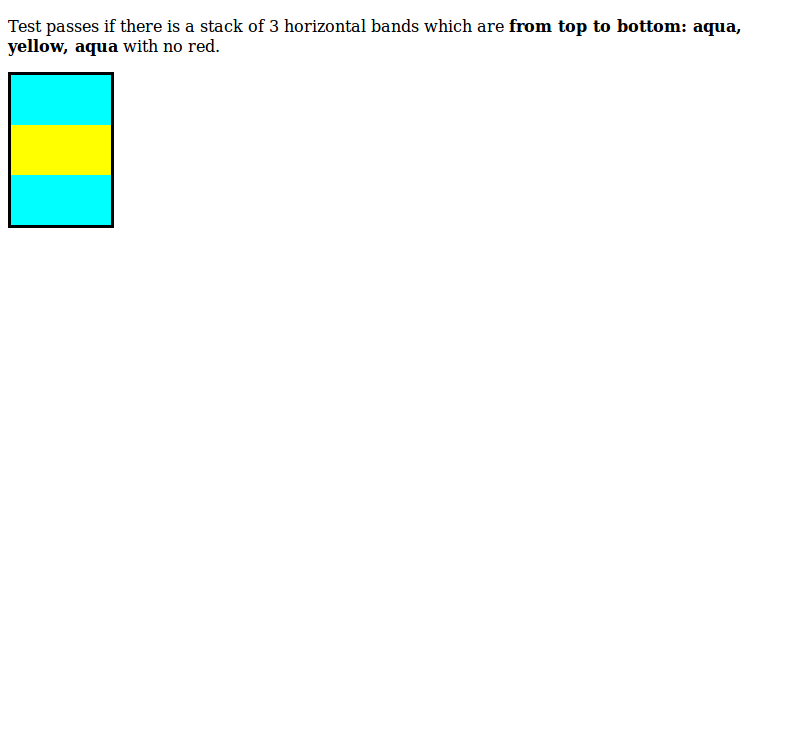 Test passes if there is a stack of 3 horizontal bands which are from top to bottom: aqua,
yellow, aqua with no red.